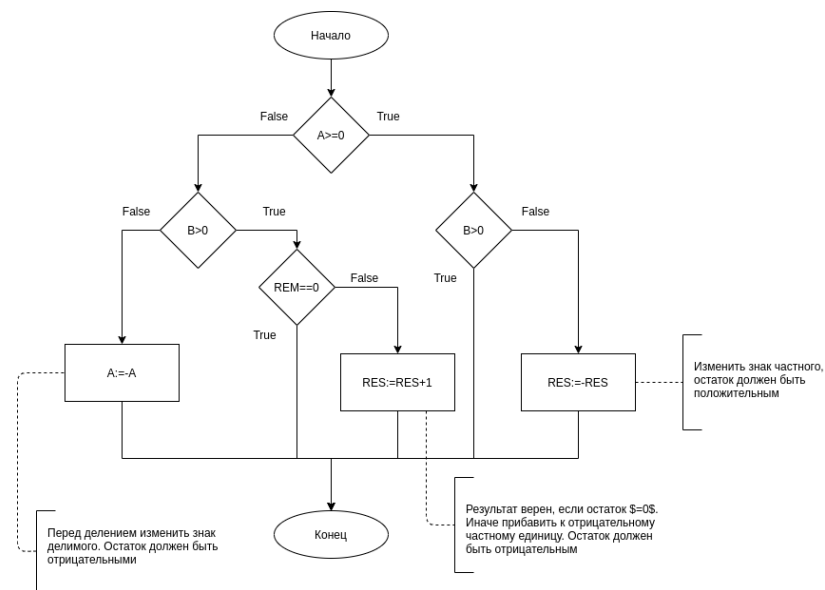 Начало
False
True
A>=0
False
True
False
B>0
B>0
REM==0
False
True
True
A:=-A
RES:=RES+1
RES:=-RES
Изменить знак частного,
остаток должен быть
положительным
Перед делением изменить знак
делимого. Остаток должен быть
отрицательными
Конец
Результат верен, если остаток $=0$.
Иначе прибавить к отрицательному
частному единицу. Остаток должен
быть отрицательным